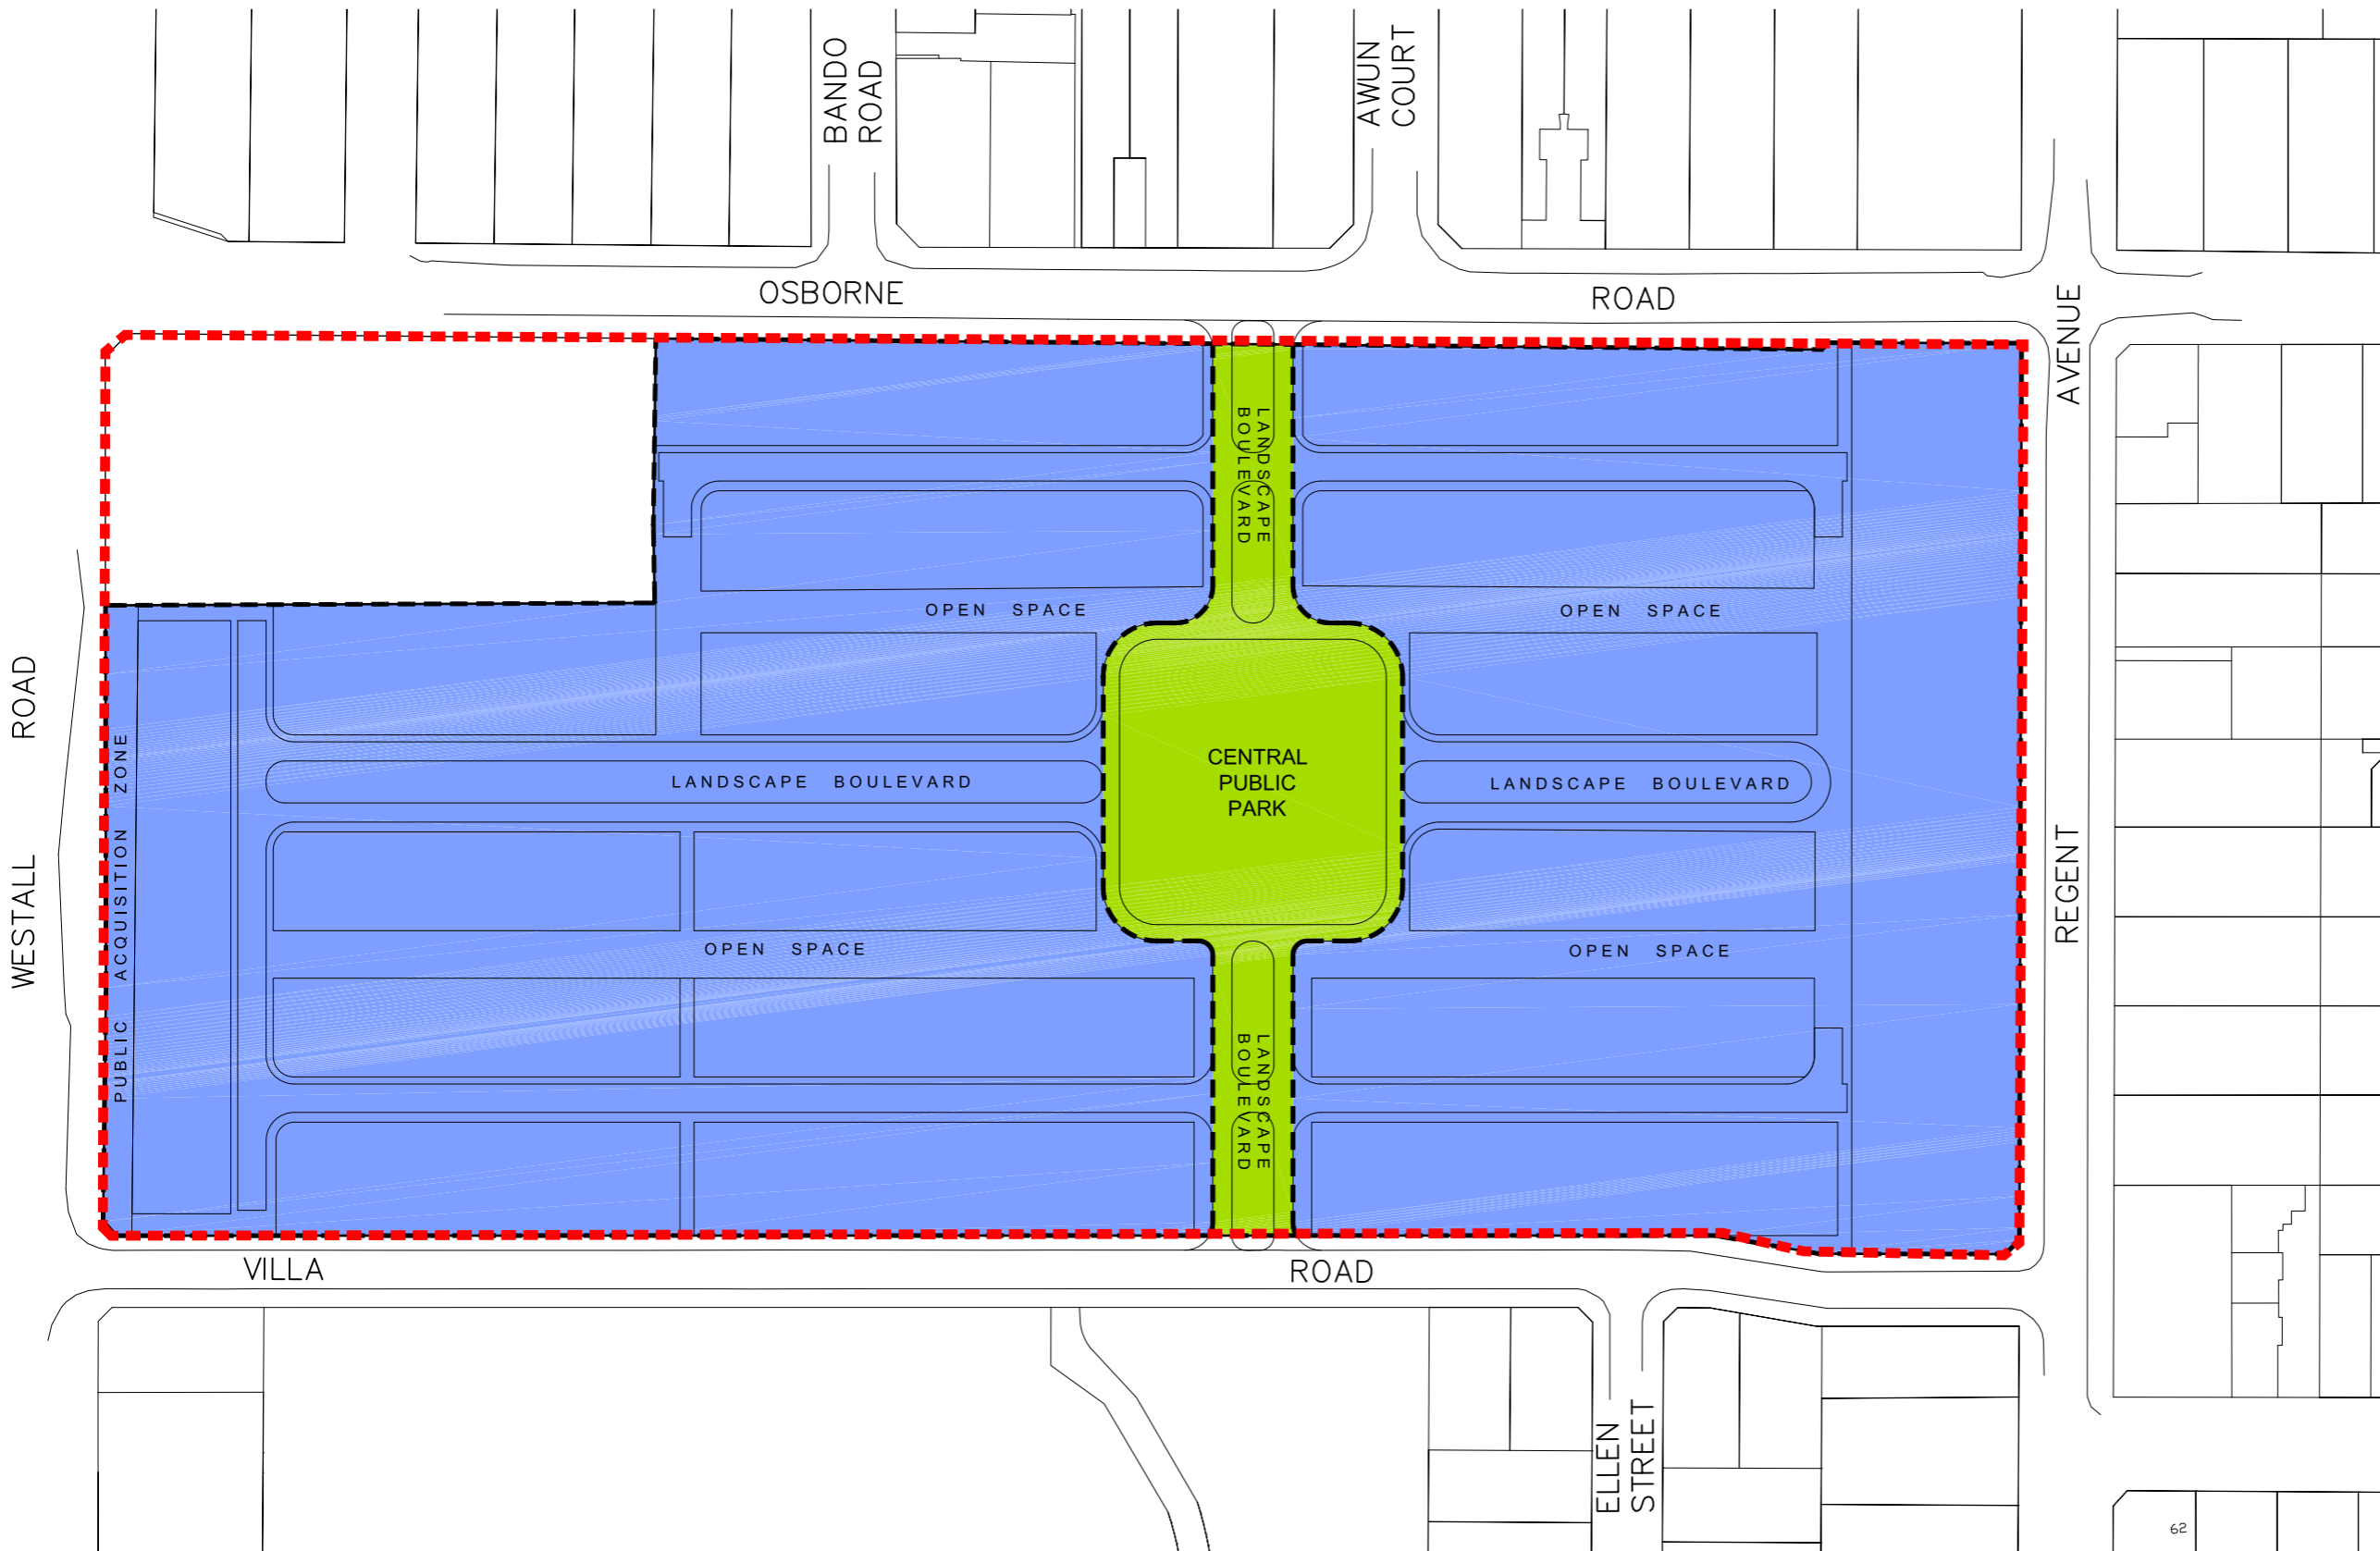 BANDO
ROAD
AWUN
COURT
OSBORNE ROAD
AVENUE
LANDSCAPE
BOULEVARD
OPEN SPACE
OPEN SPACE
WESTALL ROAD
PUBLIC ACQUISITION ZONE
LANDSCAPE BOULEVARD
CENTRAL
PUBLIC
PARK
LANDSCAPE BOULEVARD
REGENT
OPEN SPACE
OPEN SPACE
LANDSCAPE
BOULEVARD
VILLA ROAD
ELLEN
STREET
62